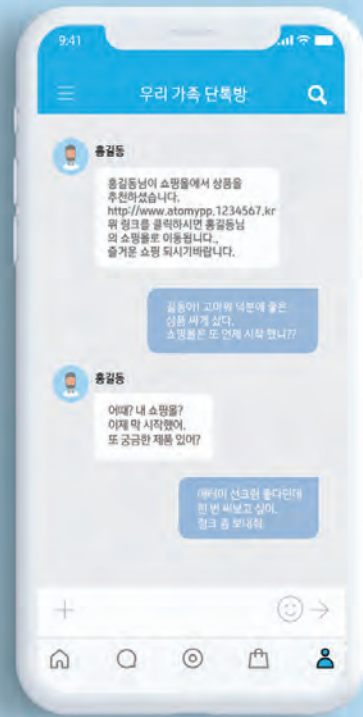 9:41
우리 가족 단톡방
홍길동
홍길동님이 쇼핑몰에서 상품을
추천하셨습니다.
http://www.atomypp.1234567.kr
위 링크를 클릭하시면 홍길동님
의 쇼핑몰로 이동됩니다.,
즐거운 쇼핑 되시기바랍니다.
길동아! 고마워 덕분에 좋은
상품 싸게 샀다.
쇼핑몰은 또 언제 시작 했니??
홍길동
어때? 내 쇼핑몰?
이제 막 시작했어.
또 궁금한 제품 있어?
애터미 선크림 좋다던데
한 번 써보고 싶어.
링크 좀 보내줘.